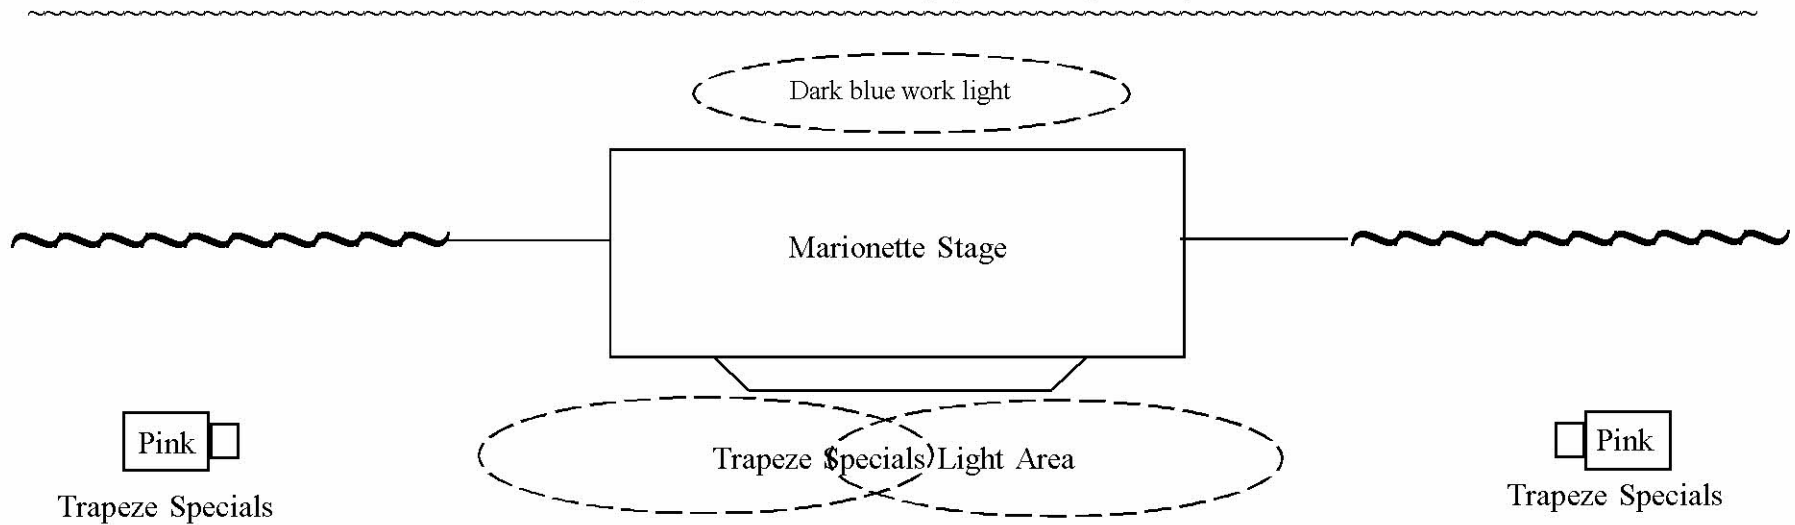 Dark blue work light
Marionette Stage
Pink
Trapeze Specials Light Area
Pink
Trapeze Specials
Trapeze Specials